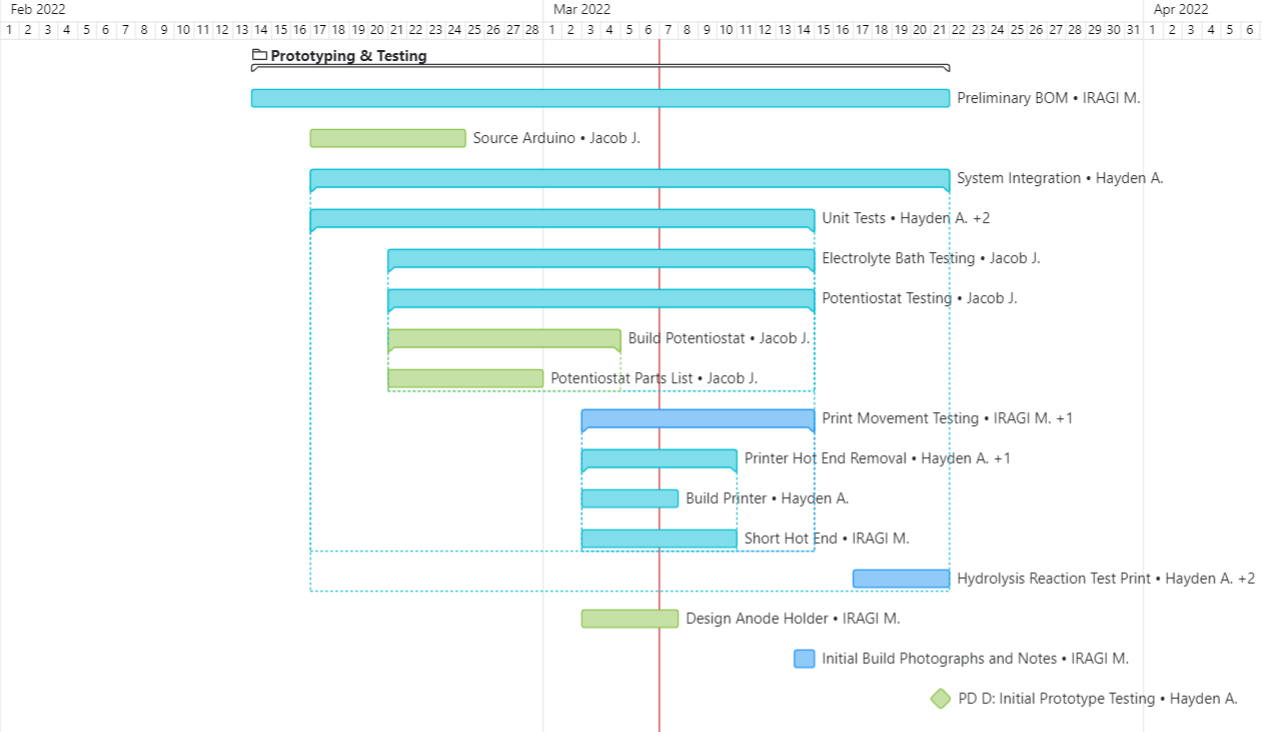 Feb 2022 Mar 2022 Apr 2022
1 2 3 4 5 6 7 8 9 10 11 12 13 14 15 16 17 18 19 20 21 22 23 24 25 26 27 28 1 2 3 4 5 6 7 8 9 10 11 12 13 14 15 16 17 18 19 20 21 22 23 24 25 26 27 28 29 30 31 1 2 3 4 5 6
Prototyping & Testing
Preliminary BOM • IRAGI M.
Source Arduino • Jacob J.
System Integration • Hayden A.
Unit Tests • Hayden A. +2
Electrolyte Bath Testing • Jacob J.
Potentiostat Testing • Jacob J.
Build Potentiostat • Jacob J.
Potentiostat Parts List • Jacob J.
Print Movement Testing • IRAGI M. +1
Printer Hot End Removal • Hayden A. +1
Build Printer • Hayden A.
Short Hot End • IRAGI M.
Hydrolysis Reaction Test Print • Hayden A. +2
Design Anode Holder • IRAGI M.
Initial Build Photographs and Notes • IRAGI M.
PD D: Initial Prototype Testing • Hayden A.